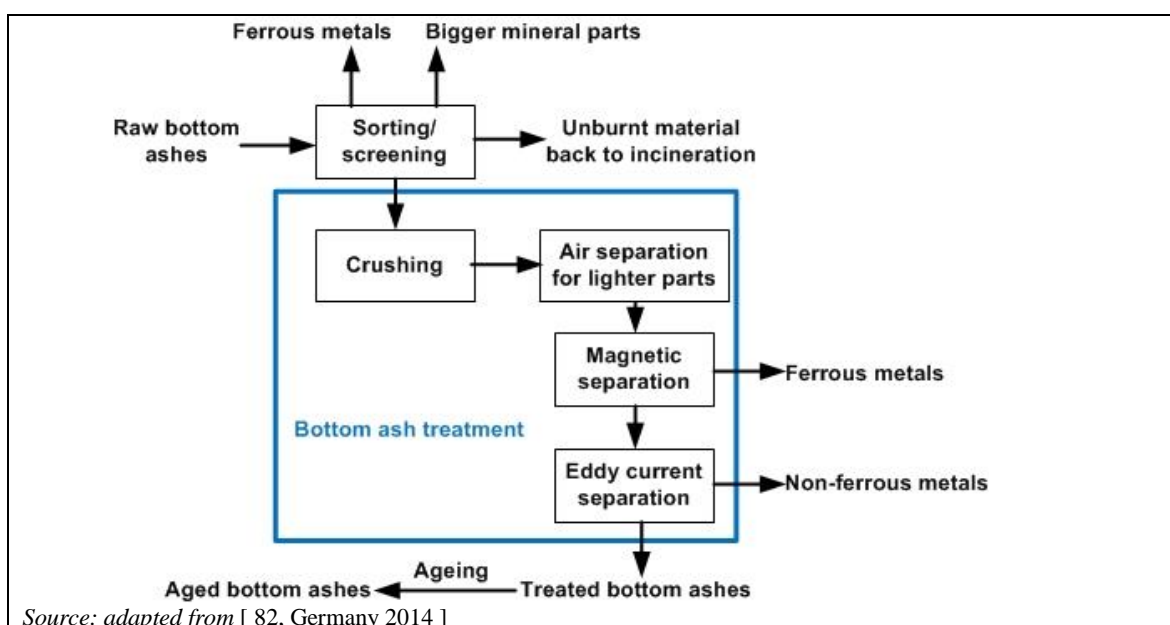 Ferrous metals
Bigger mineral parts
Raw bottom
ashes
Sorting/
screening
Unburnt material
back to incineration
Crushing
Air separation
for lighter parts
Magnetic
separation
Ferrous metals
Bottom ash treatment
Eddy current
separation
Non-ferrous metals
Aged bottom ashes
Ageing
Treated bottom ashes
Source: adapted from [ 82, Germany 2014 ]